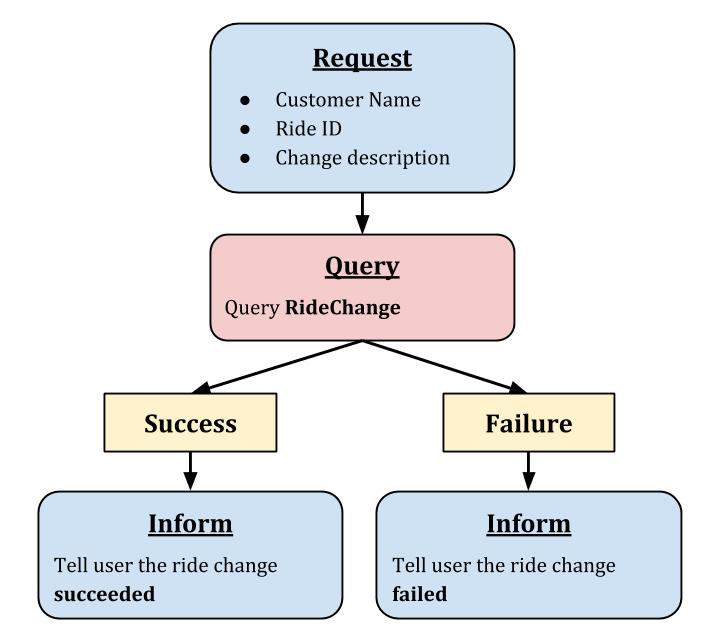 Request
● Customer Name
● Ride ID
● Change description
Query
Query RideChange
Success
Failure
Inform
Tell user the ride change
succeeded
Inform
Tell user the ride change
failed